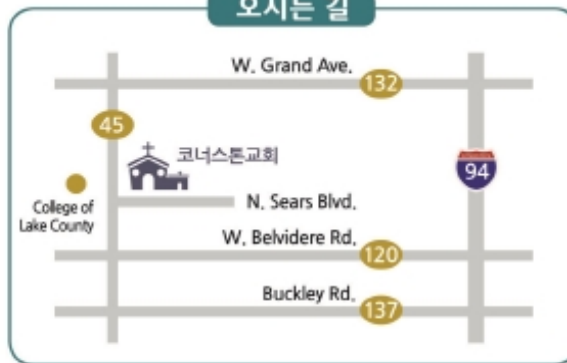 오시는 길
W. Grand Ave.
132
45
코너스톤교회
94
College of
Lake County
N. Sears Blvd.
W. Belvidere Rd.
120
Buckley Rd.
137